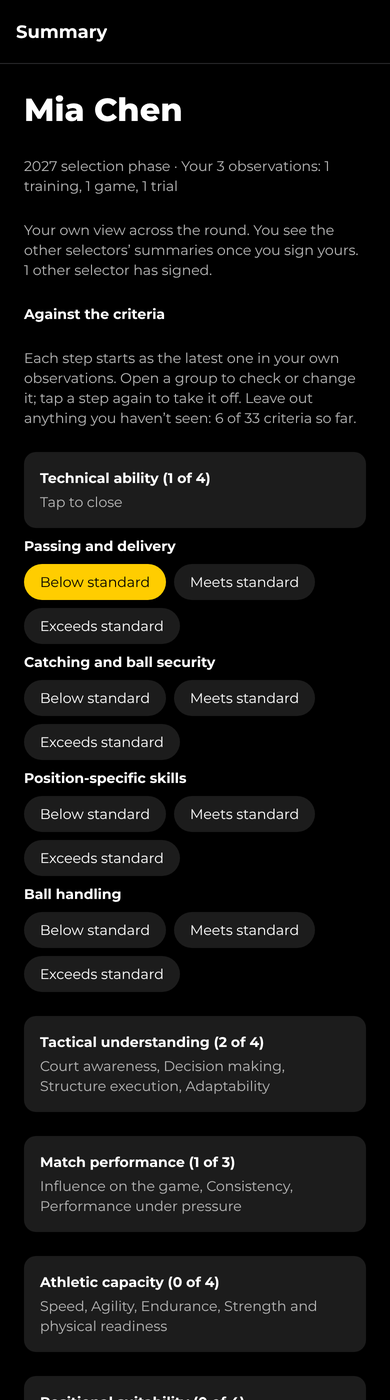 Summary
Mia Chen
2027 selection phase · Your 3 observations: 1
training, 1 game, 1 trial
Your own view across the round. You see the
other selectors’ summaries once you sign yours.
1 other selector has signed.
Against the criteria
Each step starts as the latest one in your own
observations. Open a group to check or change
it; tap a step again to take it off. Leave out
anything you haven’t seen: 6 of 33 criteria so far.
Technical ability (1 of 4)
Tap to close
Passing and delivery
Below standard Meets standard
Exceeds standard
Catching and ball security
Below standard Meets standard
Exceeds standard
Position-specific skills
Below standard Meets standard
Exceeds standard
Ball handling
Below standard Meets standard
Exceeds standard
Tactical understanding (2 of 4)
Court awareness, Decision making,
Structure execution, Adaptability
Match performance (1 of 3)
Influence on the game, Consistency,
Performance under pressure
Athletic capacity (0 of 4)
Speed, Agility, Endurance, Strength and
physical readiness
Positional suitability (0 of 4)